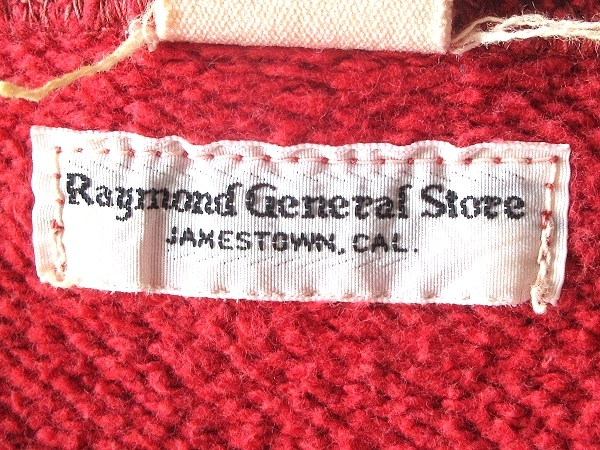 Raymond General Store
JAMESTOWN, CAL.